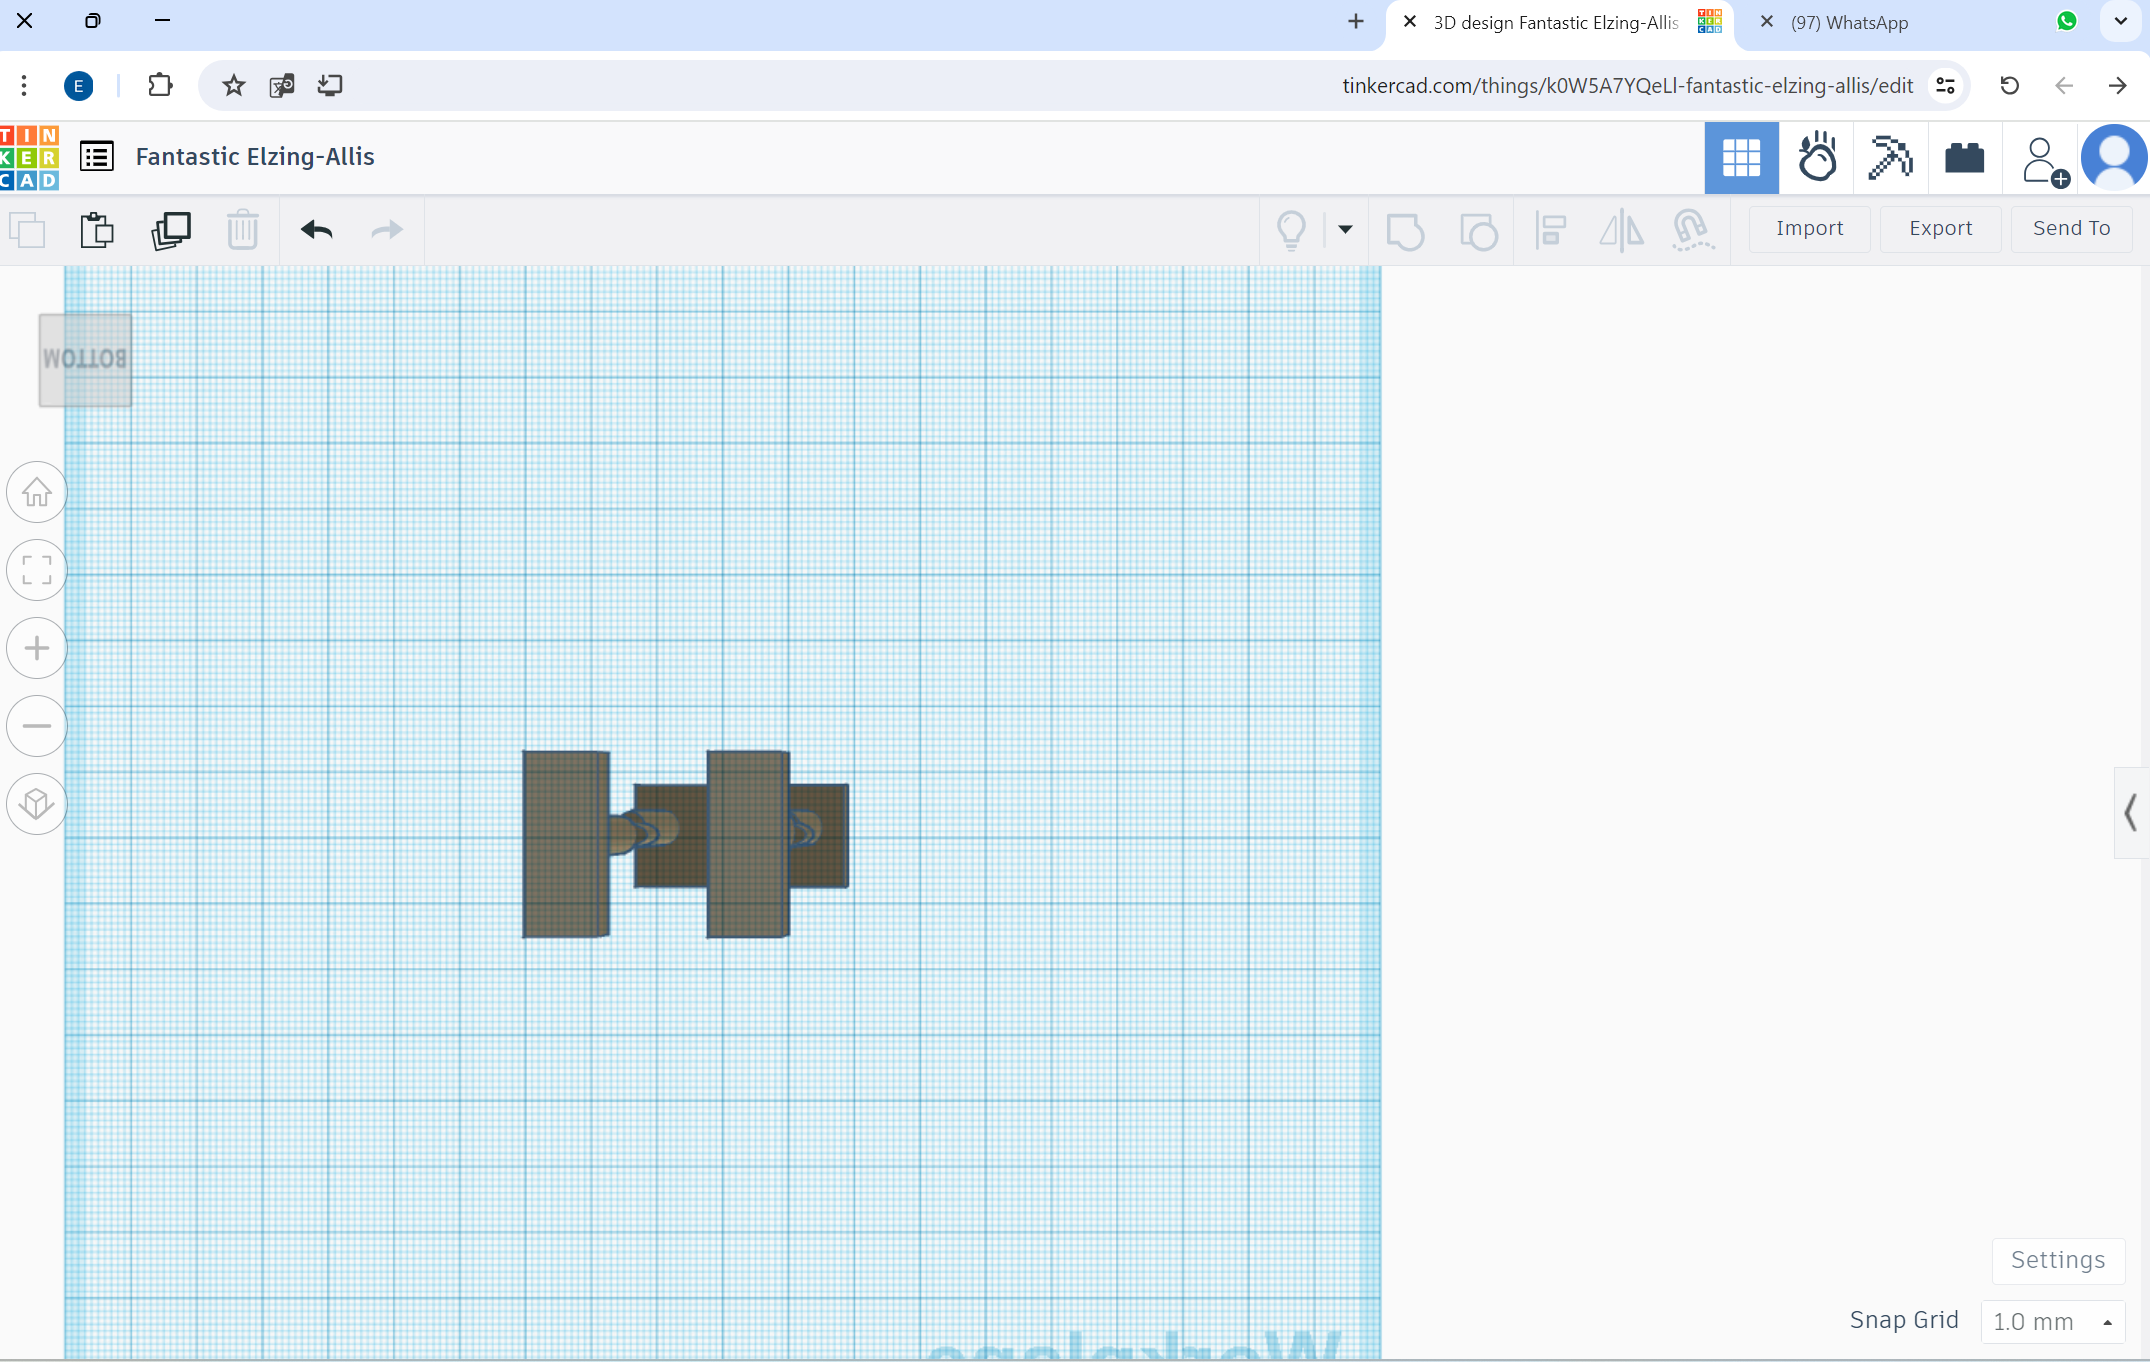 3D design Fantastic Elzing-Allis
(97) WhatsApp
E
tinkercad.com/things/k0W5A7YQeLl-fantastic-elzing-allis/edit
TIN
KER
CAD
Fantastic Elzing-Allis
Import
Export
Send To
BOTTOM
Workplane
Settings
Snap Grid
1.0 mm